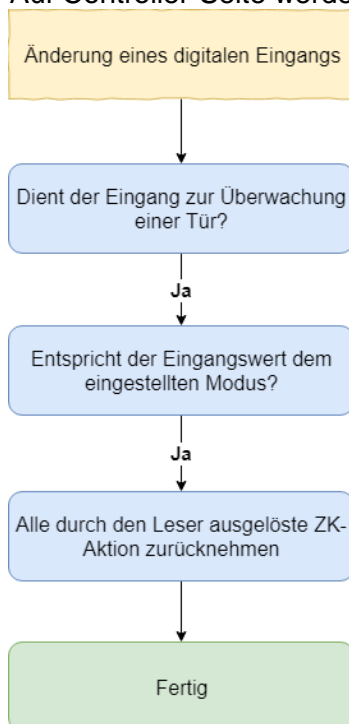 Auf Controller-Seite werde
Änderung eines digitalen Eingangs
Dient der Eingang zur Überwachung
einer Tür?
Ja
Entspricht der Eingangswert dem
eingestellten Modus?
Ja
Alle durch den Leser ausgelöste ZK-
Aktion zurücknehmen
Fertig